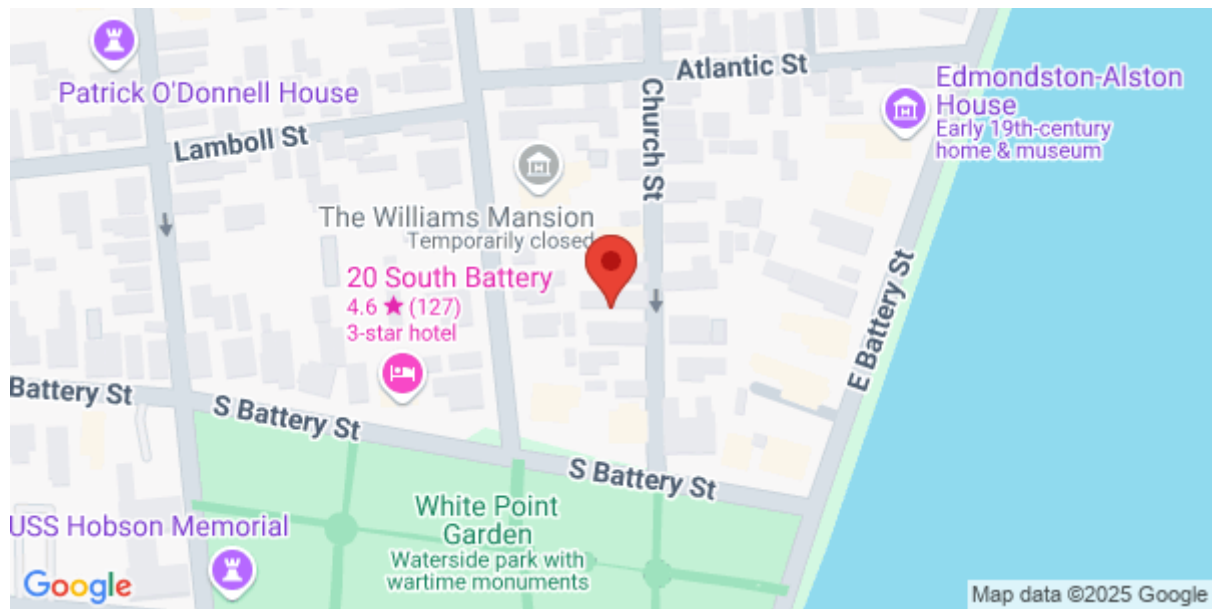 Patrick O'Donnell House
Atlantic St
Edmondston-Alston
House
Early 19th-century
home & museum
Lamboll St
Church St
The Williams Mansion
Temporarily closed
20 South Battery
4.6 ★ (127)
3-star hotel
E Battery St
Battery St
S Battery St
S Battery St
White Point
Garden
Waterside park with
wartime monuments
USS Hobson Memorial
Google
Map data ©2025 Google